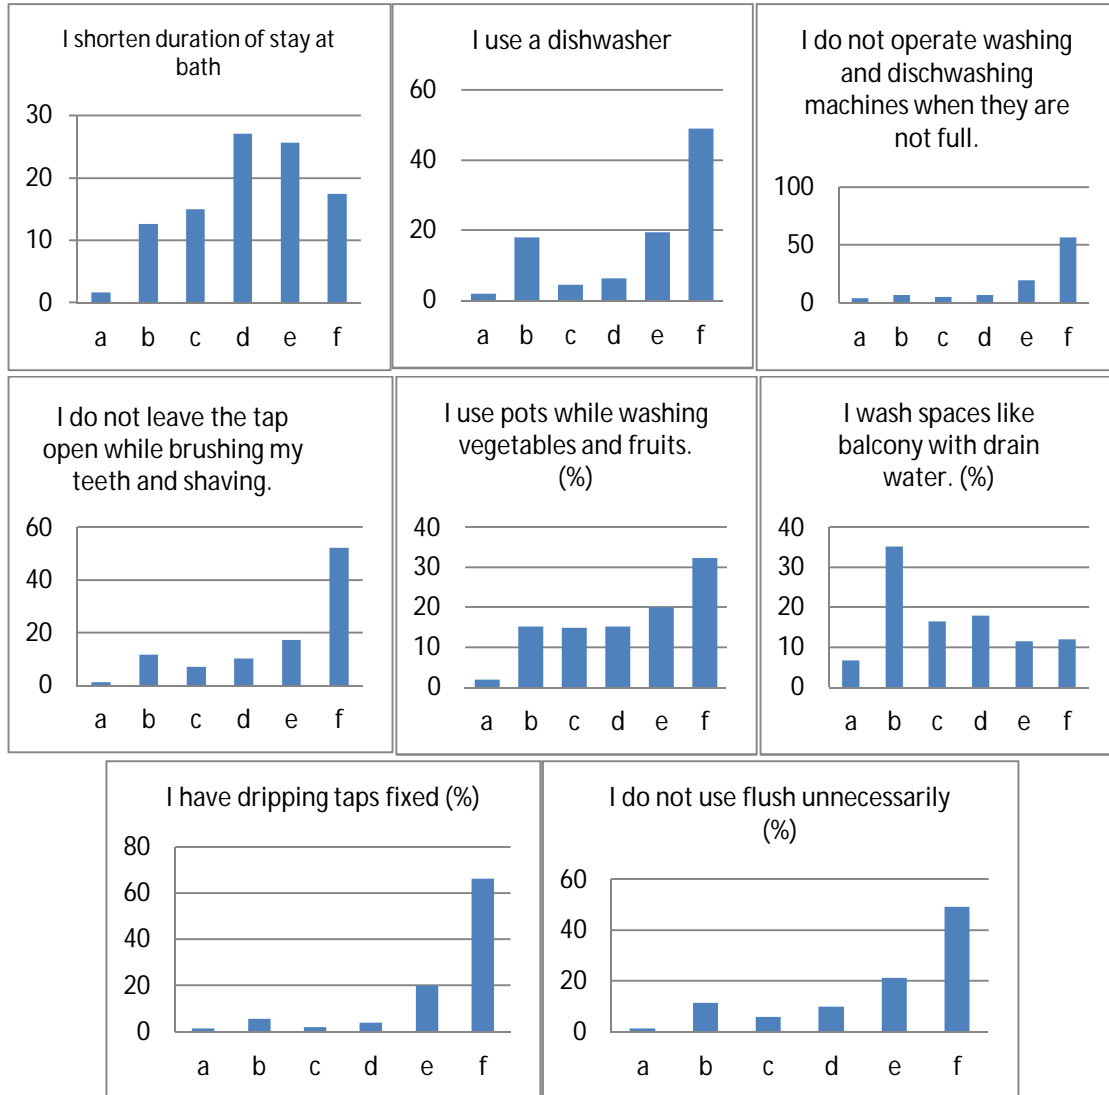 I shorten duration of stay at
bath
30
20
10
0
a b c d e f
I use a dishwasher
60
40
20
0
a b c d e f
I do not operate washing
and dischwashing
machines when they are
not full.
100
50
0
a b c d e f
I do not leave the tap
open while brushing my
teeth and shaving.
60
40
20
0
a b c d e f
I use pots while washing
vegetables and fruits.
(%)
40
30
20
10
0
a b c d e f
I wash spaces like
balcony with drain
water. (%)
40
30
20
10
0
a b c d e f
I have dripping taps fixed (%)
80
60
40
20
0
a b c d e f
I do not use flush unnecessarily
(%)
60
40
20
0
a b c d e f